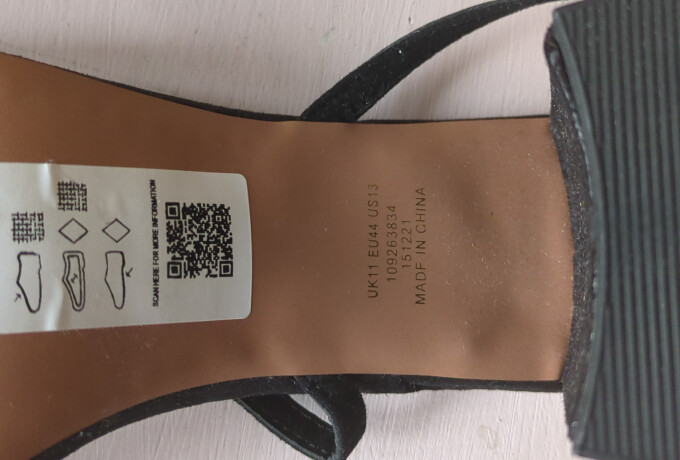 SCAN HERE FOR MORE INFORMATION
UK11 EU44 US13
109263834
151221
MADE IN CHINA